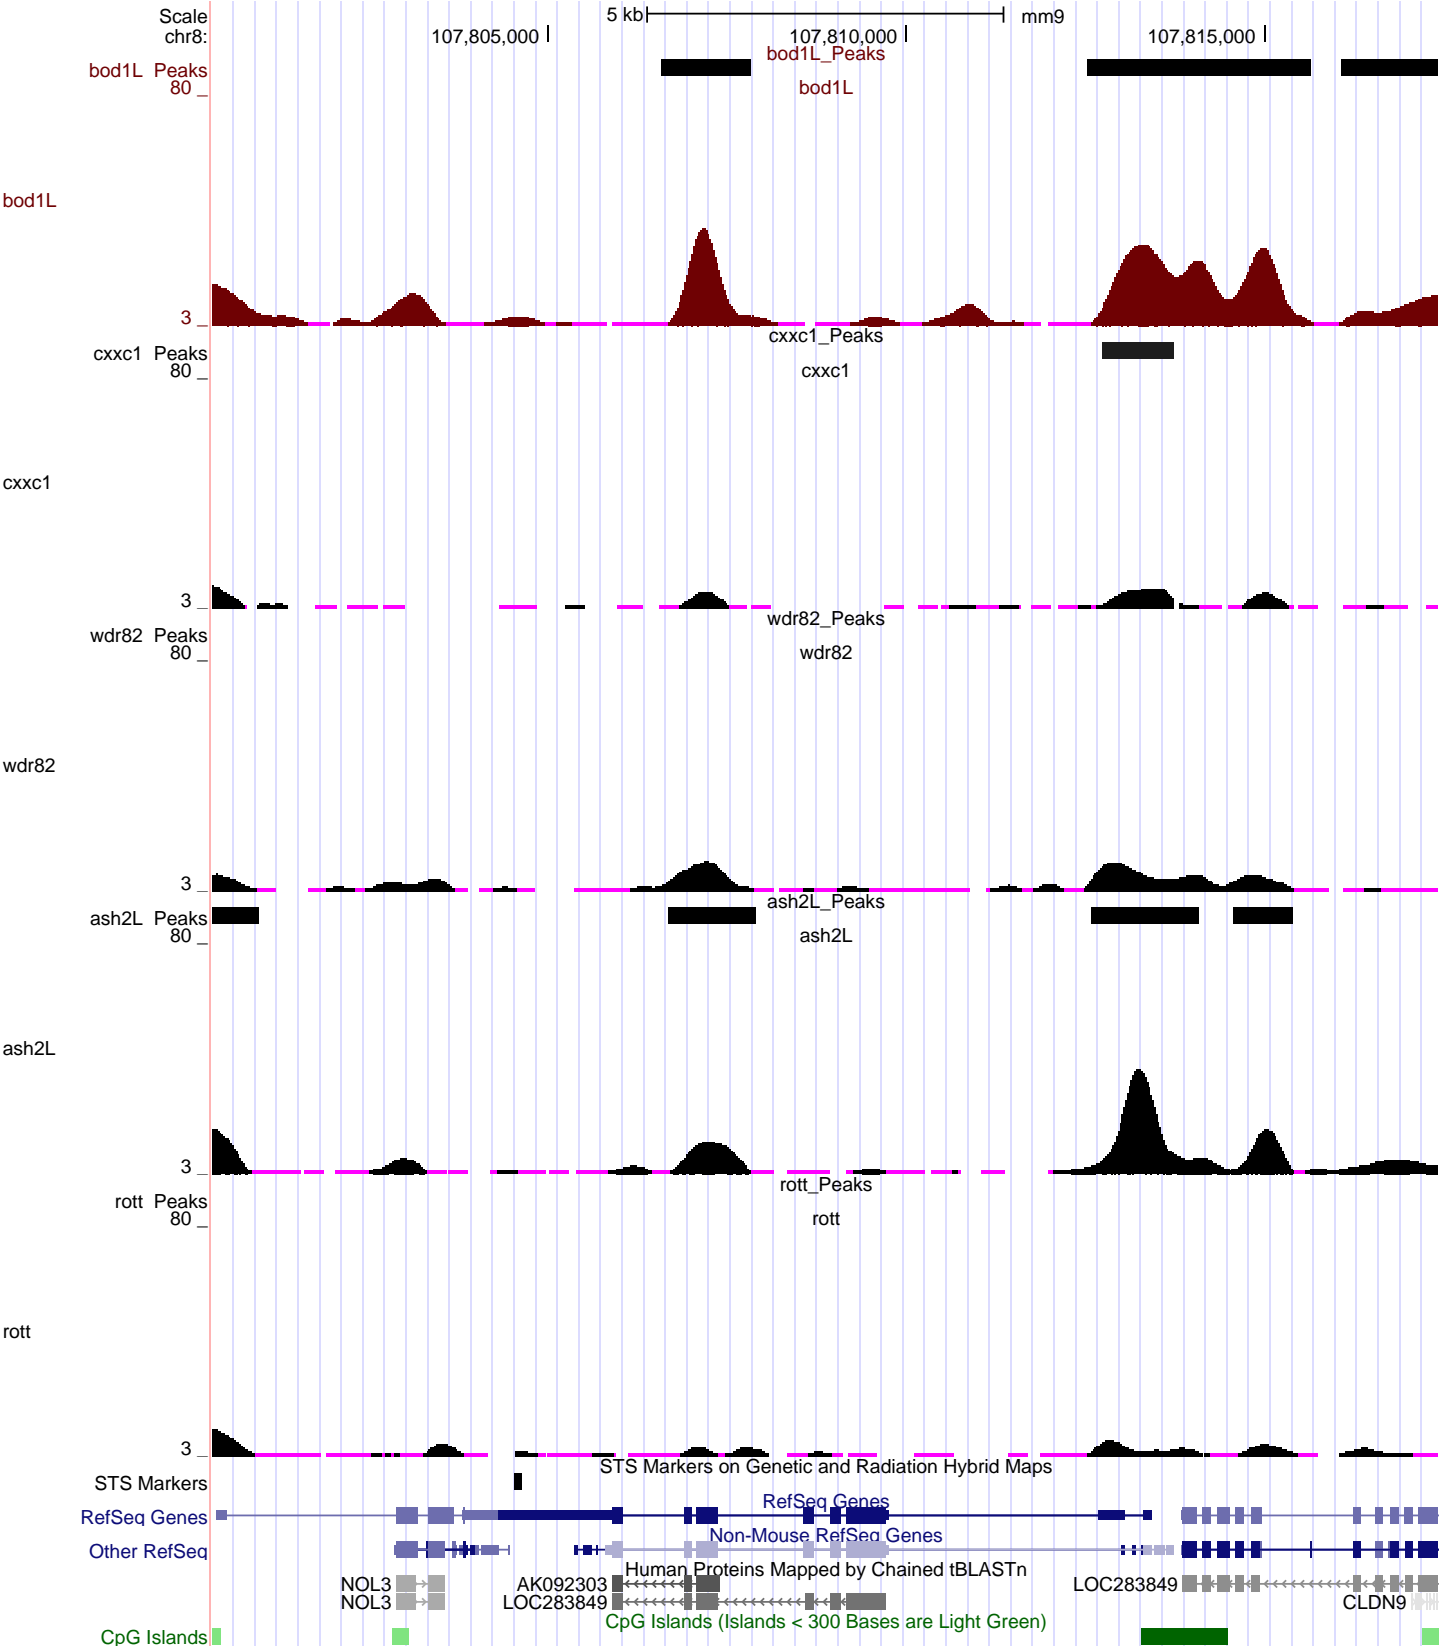 Scale 5 kb mm9
chr8: 107,805,000 107,810,000 107,815,000
bod1L_Peaks
bod1L Peaks
80 _ bod1L
bod1L
3 _
cxxc1_Peaks
cxxc1 Peaks
80 _ cxxc1
cxxc1
3 _
wdr82_Peaks
wdr82 Peaks
80 _ wdr82
wdr82
3 _
ash2L_Peaks
ash2L Peaks
80 _ ash2L
ash2L
3 _
rott_Peaks
rott Peaks
80 _ rott
rott
3 _
STS Markers on Genetic and Radiation Hybrid Maps
STS Markers
RefSeq Genes
RefSeq Genes
Non-Mouse RefSeq Genes
Other RefSeq
Human Proteins Mapped by Chained tBLASTn
NOL3 AK092303 LOC283849
NOL3 LOC283849 CLDN9
CpG Islands (Islands < 300 Bases are Light Green)
CpG Islands